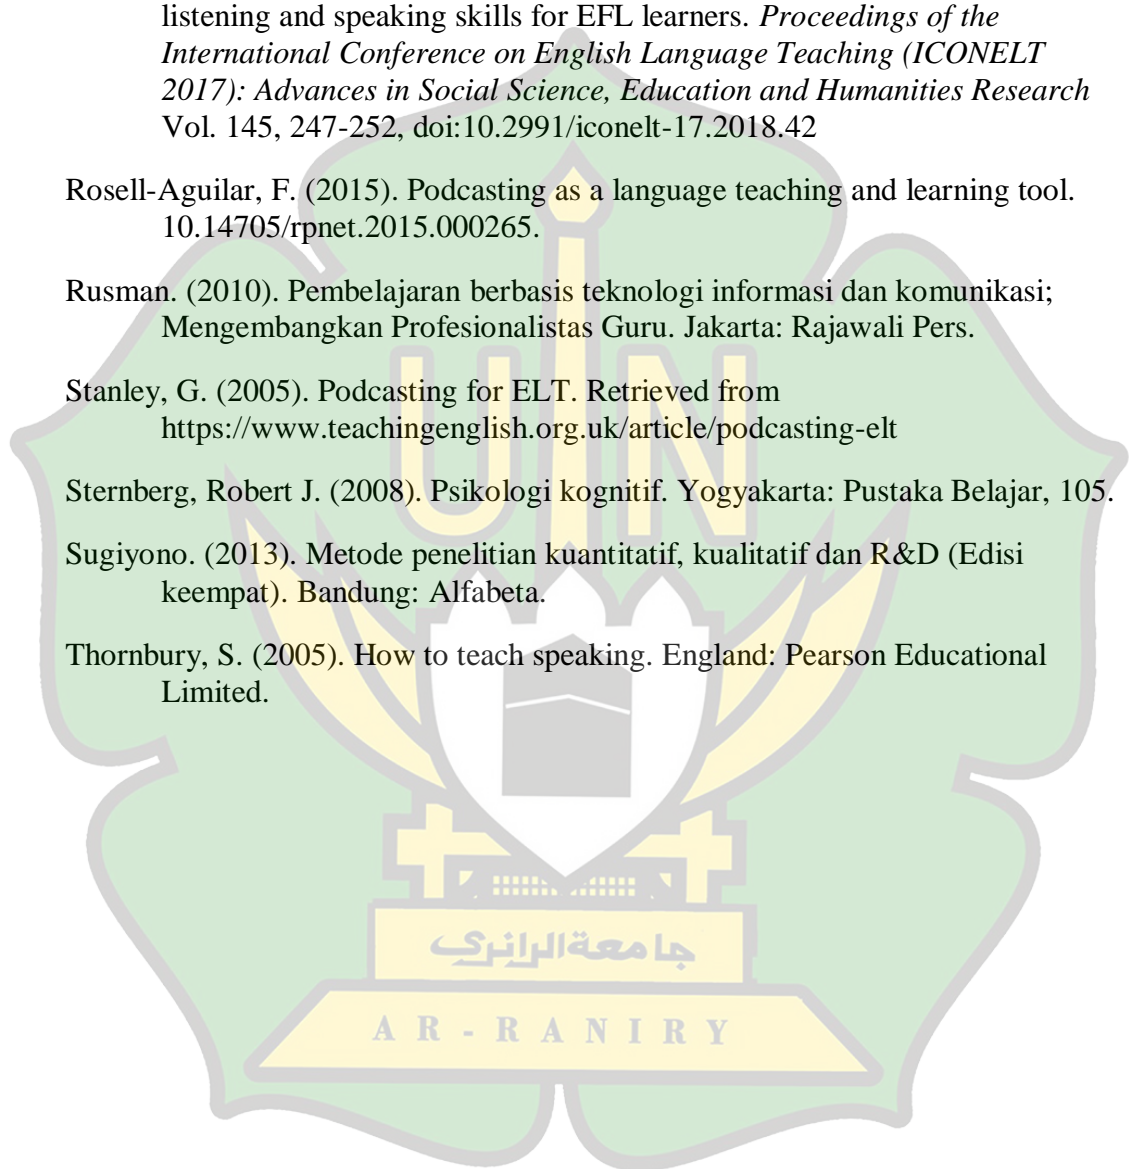 listening and speaking skills for EFL learners. Proceedings of the
International Conference on English Language Teaching (ICONELT
2017): Advances in Social Science, Education and Humanities Research
Vol. 145, 247-252, doi:10.2991/iconelt-17.2018.42
Rosell-Aguilar, F. (2015). Podcasting as a language teaching and learning tool.
10.14705/rpnet.2015.000265.
Rusman. (2010). Pembelajaran berbasis teknologi informasi dan komunikasi;
Mengembangkan Profesionalistas Guru. Jakarta: Rajawali Pers.
Stanley, G. (2005). Podcasting for ELT. Retrieved from
https://www.teachingenglish.org.uk/article/podcasting-elt
Sternberg, Robert J. (2008). Psikologi kognitif. Yogyakarta: Pustaka Belajar, 105.
Sugiyono. (2013). Metode penelitian kuantitatif, kualitatif dan R&D (Edisi
keempat). Bandung: Alfabeta.
Thornbury, S. (2005). How to teach speaking. England: Pearson Educational
Limited.
UIN
جامعةالرانري
AR-RANIRY